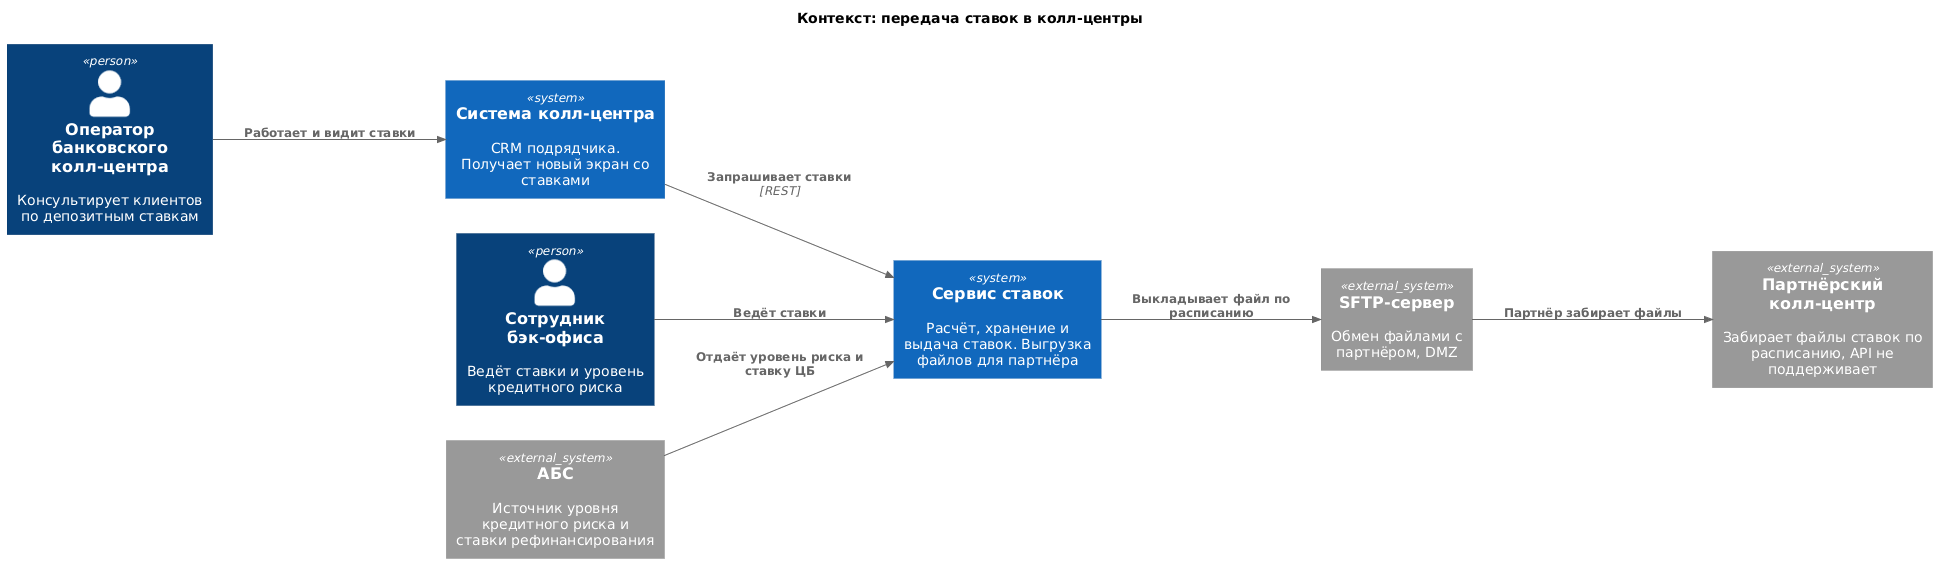 Контекст: передача ставок в колл-центры
«person»
Оператор
банковского
колл-центра
Консультирует клиентов
по депозитным ставкам
Работает и видит ставки
«system»
Система колл-центра
CRM подрядчика.
Получает новый экран со
ставками
Запрашивает ставки
[REST]
«person»
Сотрудник
бэк-офиса
Ведёт ставки и уровень
кредитного риска
Ведёт ставки
«external_system»
АБС
Источник уровня
кредитного риска и
ставки рефинансирования
Отдаёт уровень риска и
ставку ЦБ
«system»
Сервис ставок
Расчёт, хранение и
выдача ставок. Выгрузка
файлов для партнёра
Выкладывает файл по
расписанию
«external_system»
SFTP-сервер
Обмен файлами с
партнёром, DMZ
Партнёр забирает файлы
«external_system»
Партнёрский
колл-центр
Забирает файлы ставок по
расписанию, API не
поддерживает